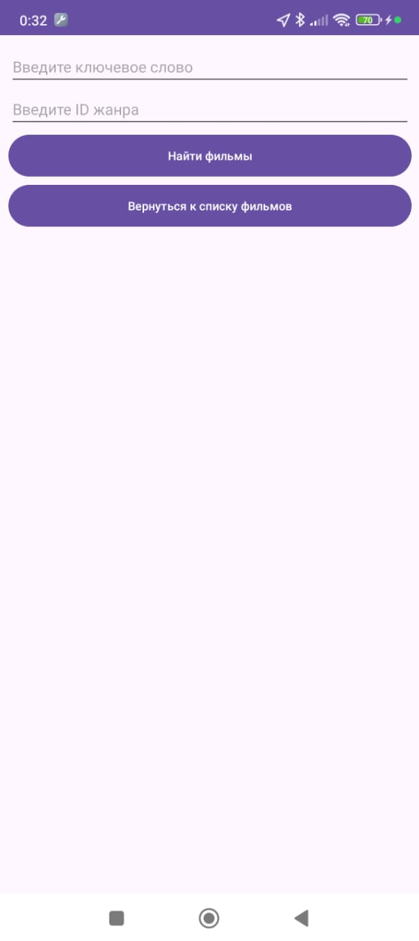 0:32
70
Введите ключевое слово
Введите ID жанра
Найти фильмы
Вернуться к списку фильмов